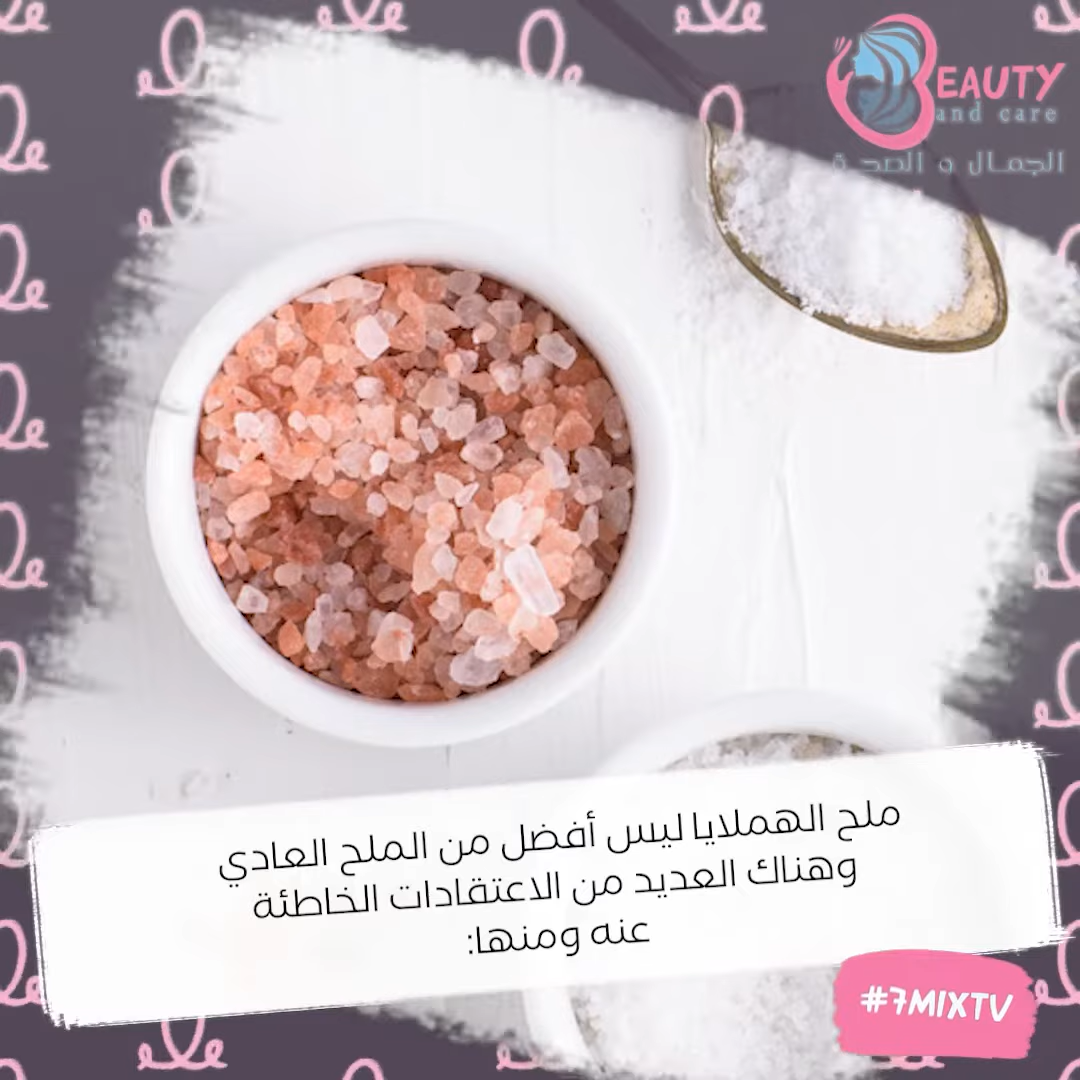 BEAUTY
and care
الجمال و الصحة
ملح الهملايا ليس أفضل من الملح العادي
وهناك العديد من الاعتقادات الخاطئة
عنه ومنها:
#7MIXTV